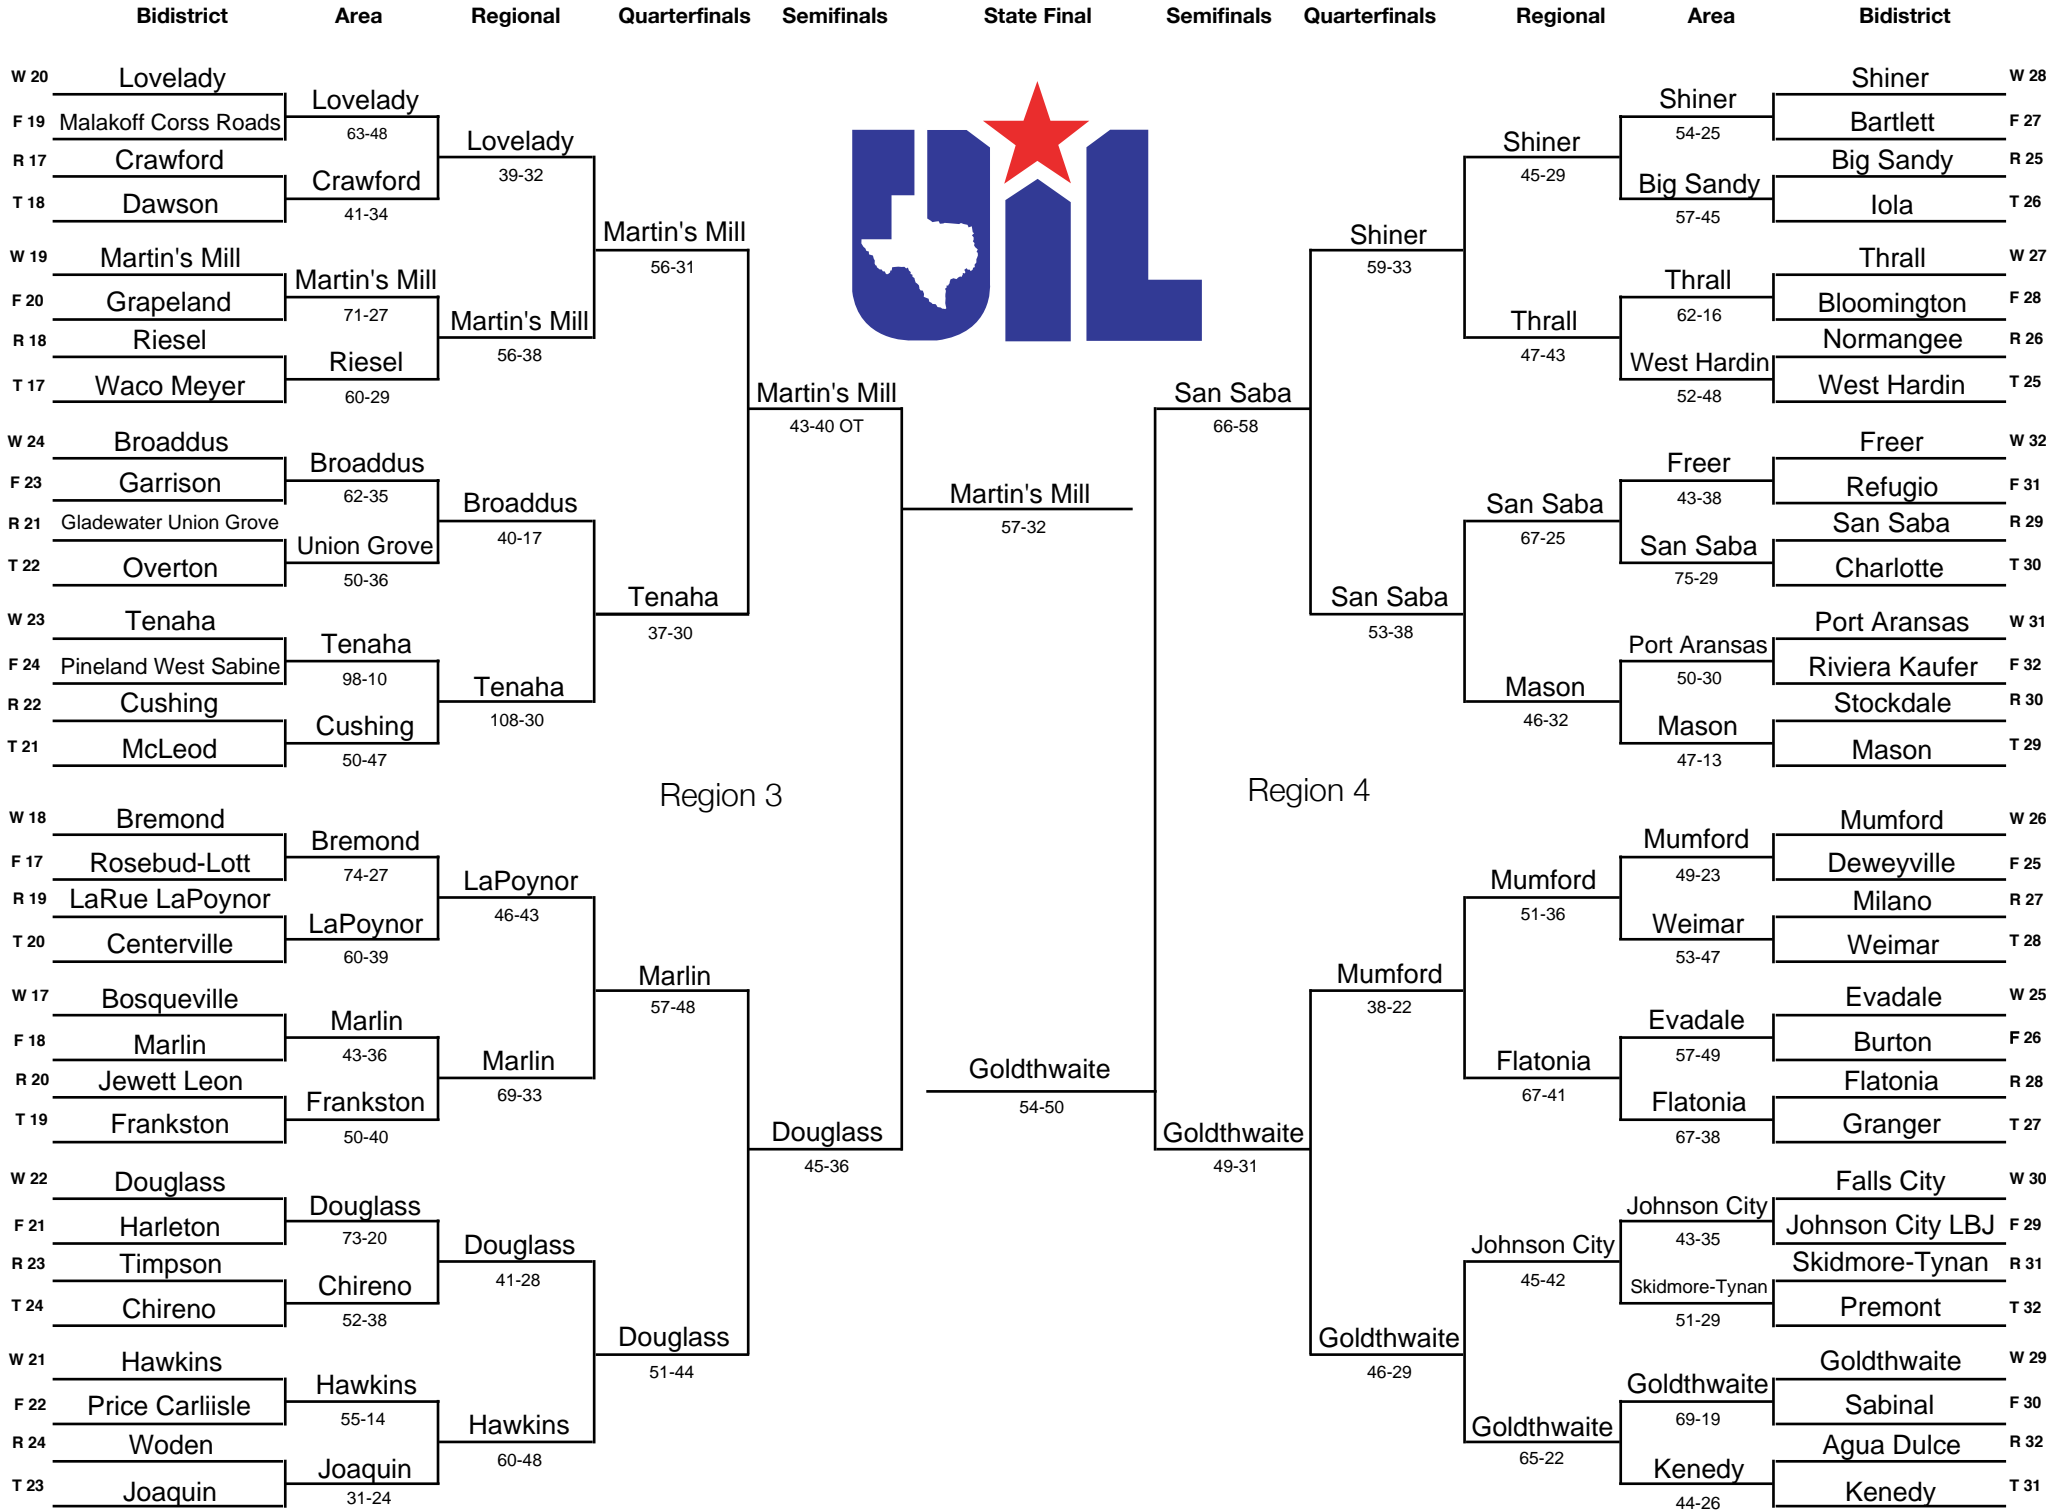 Bidistrict Area Regional Quarterfinals Semifinals State Final Semifinals Quarterfinals Regional Area Bidistrict
W 20 Lovelady
Lovelady
F 19 Malakoff Corss Roads
63-48
Lovelady
R 17 Crawford
39-32
Crawford
T 18 Dawson
41-34
Martin's Mill
56-31
W 19 Martin's Mill
Martin's Mill
F 20 Grapeland
71-27
Martin's Mill
R 18 Riesel
56-38
Riesel
T 17 Waco Meyer
60-29
Martin's Mill
43-40 OT
W 24 Broaddus
Broaddus
F 23 Garrison
62-35
Broaddus
R 21 Gladewater Union Grove
40-17
Union Grove
T 22 Overton
50-36
Tenaha
37-30
W 23 Tenaha
Tenaha
F 24 Pineland West Sabine
98-10
Tenaha
R 22 Cushing
108-30
Cushing
T 21 McLeod
50-47
Region 3
W 18 Bremond
Bremond
F 17 Rosebud-Lott
74-27
LaPoynor
R 19 LaRue LaPoynor
46-43
LaPoynor
T 20 Centerville
60-39
Marlin
57-48
W 17 Bosqueville
Marlin
F 18 Marlin
43-36
Marlin
R 20 Jewett Leon
69-33
Frankston
T 19 Frankston
50-40
Douglass
45-36
W 22 Douglass
Douglass
F 21 Harleton
73-20
Douglass
R 23 Timpson
41-28
Chireno
T 24 Chireno
52-38
Douglass
51-44
W 21 Hawkins
Hawkins
F 22 Price Carliisle
55-14
Hawkins
R 24 Woden
60-48
Joaquin
T 23 Joaquin
31-24
UIL
Martin's Mill
57-32
Goldthwaite
54-50
Shiner W 28
Shiner
Bartlett F 27
54-25
Shiner
Big Sandy R 25
45-29
Big Sandy
Iola T 26
57-45
Shiner
59-33
Thrall W 27
Thrall
Bloomington F 28
62-16
Thrall
Normangee R 26
47-43
West Hardin
West Hardin T 25
52-48
San Saba
66-58
Freer W 32
Freer
Refugio F 31
43-38
San Saba
San Saba R 29
67-25
San Saba
Charlotte T 30
75-29
San Saba
53-38
Port Aransas W 31
Port Aransas
Riviera Kaufer F 32
50-30
Mason
Stockdale R 30
46-32
Mason
Mason T 29
47-13
Region 4
Mumford W 26
Mumford
Deweyville F 25
49-23
Mumford
Milano R 27
51-36
Weimar
Weimar T 28
53-47
Mumford
38-22
Evadale W 25
Evadale
Burton F 26
57-49
Flatonia
Flatonia R 28
67-41
Flatonia
Granger T 27
67-38
Goldthwaite
49-31
Falls City W 30
Johnson City
Johnson City LBJ F 29
43-35
Johnson City
Skidmore-Tynan R 31
45-42
Skidmore-Tynan
Premont T 32
51-29
Goldthwaite
46-29
Goldthwaite W 29
Goldthwaite
Sabinal F 30
69-19
Goldthwaite
Agua Dulce R 32
65-22
Kenedy
Kenedy T 31
44-26